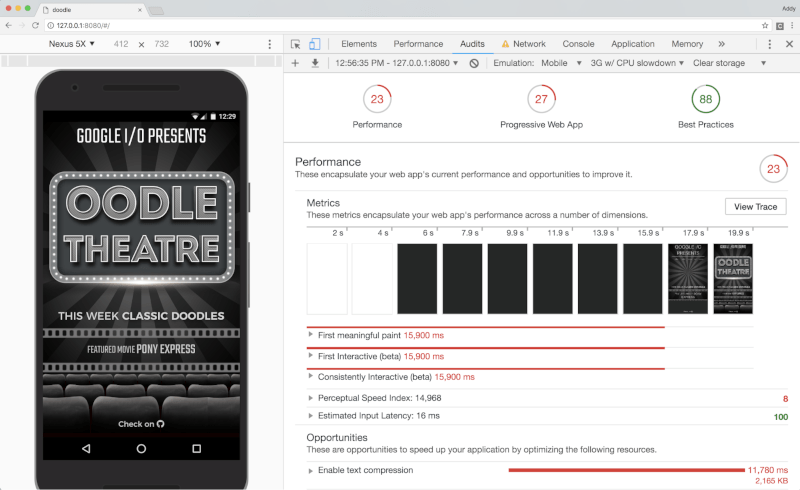 doodle
Addy
127.0.0.1:8080/#/
Nexus 5X ▼ 412 × 732 100% ▼
Elements Performance Audits Network Console Application Memory »
12:56:35 PM - 127.0.0.1:8080 ▼ Emulation: Mobile ▼ 3G w/ CPU slowdown ▼ Clear storage ▼
12:29
GOOGLE I/O PRESENTS
OODLE
THEATRE
THIS WEEK CLASSIC DOODLES
FEATURED MOVIE PONY EXPRESS
Check on
23 27 88
Performance Progressive Web App Best Practices
Performance
These encapsulate your web app's current performance and opportunities to improve it.
23
Metrics
These metrics encapsulate your web app's performance across a number of dimensions.
View Trace
2 s 4 s 6 s 7.9 s 9.9 s 11.9 s 13.9 s 15.9 s 17.9 s 19.9 s
GOOGLE I/O
PRESENTS
OODLE
THEATRE
First meaningful paint 15,900 ms
First Interactive (beta) 15,900 ms
Consistently Interactive (beta) 15,900 ms
Perceptual Speed Index: 14,968 8
Estimated Input Latency: 16 ms 100
Opportunities
These are opportunities to speed up your application by optimizing the following resources.
Enable text compression 11,780 ms
2,165 KB